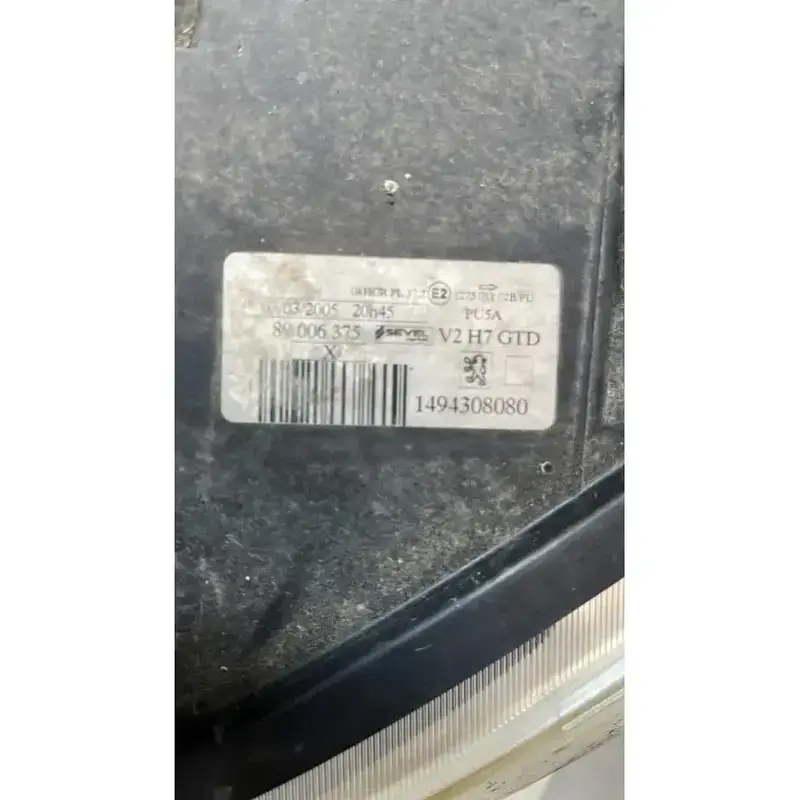 E2
03/2005 20h45 PU5A
89 006 375 SEVEL V2 H7 GTD
X
1494308080